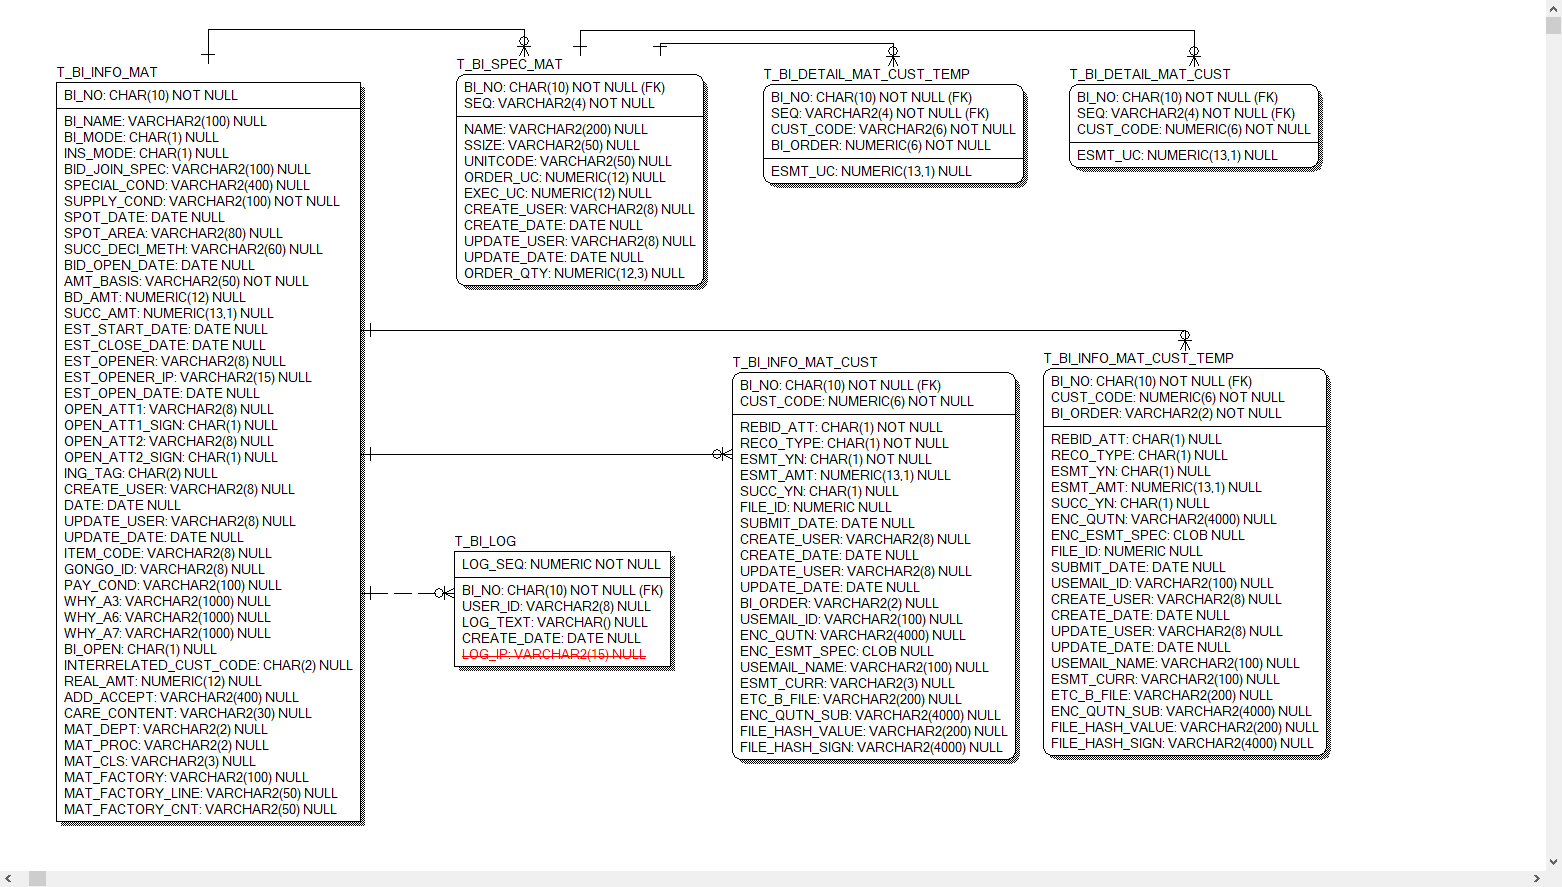 T_BI_INFO_MAT
BI_NO: CHAR(10) NOT NULL
BI_NAME: VARCHAR2(100) NULL
BI_MODE: CHAR(1) NULL
INS_MODE: CHAR(1) NULL
BID_JOIN_SPEC: VARCHAR2(100) NULL
SPECIAL_COND: VARCHAR2(400) NULL
SUPPLY_COND: VARCHAR2(100) NOT NULL
SPOT_DATE: DATE NULL
SPOT_AREA: VARCHAR2(80) NULL
SUCC_DECI_METH: VARCHAR2(60) NULL
BID_OPEN_DATE: DATE NULL
AMT_BASIS: VARCHAR2(50) NOT NULL
BD_AMT: NUMERIC(12) NULL
SUCC_AMT: NUMERIC(13,1) NULL
EST_START_DATE: DATE NULL
EST_CLOSE_DATE: DATE NULL
EST_OPENER: VARCHAR2(8) NULL
EST_OPENER_IP: VARCHAR2(15) NULL
EST_OPEN_DATE: DATE NULL
OPEN_ATT1: VARCHAR2(8) NULL
OPEN_ATT1_SIGN: CHAR(1) NULL
OPEN_ATT2: VARCHAR2(8) NULL
OPEN_ATT2_SIGN: CHAR(1) NULL
ING_TAG: CHAR(2) NULL
CREATE_USER: VARCHAR2(8) NULL
DATE: DATE NULL
UPDATE_USER: VARCHAR2(8) NULL
UPDATE_DATE: DATE NULL
ITEM_CODE: VARCHAR2(8) NULL
GONGO_ID: VARCHAR2(8) NULL
PAY_COND: VARCHAR2(100) NULL
WHY_A3: VARCHAR2(1000) NULL
WHY_A6: VARCHAR2(1000) NULL
WHY_A7: VARCHAR2(1000) NULL
BI_OPEN: CHAR(1) NULL
INTERRELATED_CUST_CODE: CHAR(2) NULL
REAL_AMT: NUMERIC(12) NULL
ADD_ACCEPT: VARCHAR2(400) NULL
CARE_CONTENT: VARCHAR2(30) NULL
MAT_DEPT: VARCHAR2(2) NULL
MAT_PROC: VARCHAR2(2) NULL
MAT_CLS: VARCHAR2(3) NULL
MAT_FACTORY: VARCHAR2(100) NULL
MAT_FACTORY_LINE: VARCHAR2(50) NULL
MAT_FACTORY_CNT: VARCHAR2(50) NULL
T_BI_SPEC_MAT
BI_NO: CHAR(10) NOT NULL (FK)
SEQ: VARCHAR2(4) NOT NULL
NAME: VARCHAR2(200) NULL
SSIZE: VARCHAR2(50) NULL
UNITCODE: VARCHAR2(50) NULL
ORDER_UC: NUMERIC(12) NULL
EXEC_UC: NUMERIC(12) NULL
CREATE_USER: VARCHAR2(8) NULL
CREATE_DATE: DATE NULL
UPDATE_USER: VARCHAR2(8) NULL
UPDATE_DATE: DATE NULL
ORDER_QTY: NUMERIC(12,3) NULL
T_BI_DETAIL_MAT_CUST_TEMP
BI_NO: CHAR(10) NOT NULL (FK)
SEQ: VARCHAR2(4) NOT NULL (FK)
CUST_CODE: VARCHAR2(6) NOT NULL
BI_ORDER: NUMERIC(6) NOT NULL
ESMT_UC: NUMERIC(13,1) NULL
T_BI_DETAIL_MAT_CUST
BI_NO: CHAR(10) NOT NULL (FK)
SEQ: VARCHAR2(4) NOT NULL (FK)
CUST_CODE: NUMERIC(6) NOT NULL
ESMT_UC: NUMERIC(13,1) NULL
T_BI_LOG
LOG_SEQ: NUMERIC NOT NULL
BI_NO: CHAR(10) NOT NULL (FK)
USER_ID: VARCHAR2(8) NULL
LOG_TEXT: VARCHAR() NULL
CREATE_DATE: DATE NULL
LOG_IP: VARCHAR2(15) NULL
T_BI_INFO_MAT_CUST
BI_NO: CHAR(10) NOT NULL (FK)
CUST_CODE: NUMERIC(6) NOT NULL
REBID_ATT: CHAR(1) NOT NULL
RECO_TYPE: CHAR(1) NOT NULL
ESMT_YN: CHAR(1) NOT NULL
ESMT_AMT: NUMERIC(13,1) NULL
SUCC_YN: CHAR(1) NULL
FILE_ID: NUMERIC NULL
SUBMIT_DATE: DATE NULL
CREATE_USER: VARCHAR2(8) NULL
CREATE_DATE: DATE NULL
UPDATE_USER: VARCHAR2(8) NULL
UPDATE_DATE: DATE NULL
BI_ORDER: VARCHAR2(2) NULL
USEMAIL_ID: VARCHAR2(100) NULL
ENC_QUTN: VARCHAR2(4000) NULL
ENC_ESMT_SPEC: CLOB NULL
USEMAIL_NAME: VARCHAR2(100) NULL
ESMT_CURR: VARCHAR2(3) NULL
ETC_B_FILE: VARCHAR2(200) NULL
ENC_QUTN_SUB: VARCHAR2(4000) NULL
FILE_HASH_VALUE: VARCHAR2(200) NULL
FILE_HASH_SIGN: VARCHAR2(4000) NULL
T_BI_INFO_MAT_CUST_TEMP
BI_NO: CHAR(10) NOT NULL (FK)
CUST_CODE: NUMERIC(6) NOT NULL
BI_ORDER: VARCHAR2(2) NOT NULL
REBID_ATT: CHAR(1) NULL
RECO_TYPE: CHAR(1) NULL
ESMT_YN: CHAR(1) NULL
ESMT_AMT: NUMERIC(13,1) NULL
SUCC_YN: CHAR(1) NULL
ENC_QUTN: VARCHAR2(4000) NULL
ENC_ESMT_SPEC: CLOB NULL
FILE_ID: NUMERIC NULL
SUBMIT_DATE: DATE NULL
USEMAIL_ID: VARCHAR2(100) NULL
CREATE_USER: VARCHAR2(8) NULL
CREATE_DATE: DATE NULL
UPDATE_USER: VARCHAR2(8) NULL
UPDATE_DATE: DATE NULL
USEMAIL_NAME: VARCHAR2(100) NULL
ESMT_CURR: VARCHAR2(100) NULL
ETC_B_FILE: VARCHAR2(200) NULL
ENC_QUTN_SUB: VARCHAR2(4000) NULL
FILE_HASH_VALUE: VARCHAR2(200) NULL
FILE_HASH_SIGN: VARCHAR2(4000) NULL